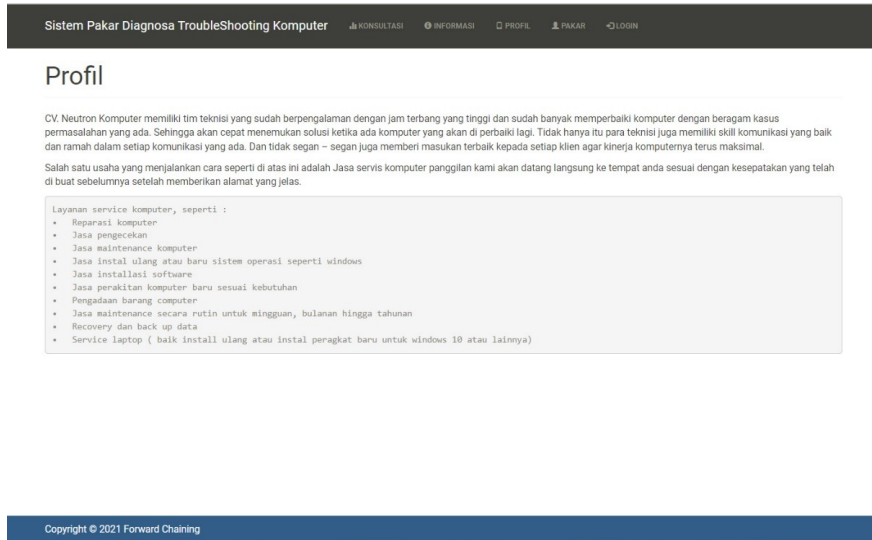 Sistem Pakar Diagnosa TroubleShooting Komputer KONSULTASI INFORMASI PROFIL PAKAR LOGIN
Profil
CV. Neutron Komputer memiliki tim teknisi yang sudah berpengalaman dengan jam terbang yang tinggi dan sudah banyak memperbaiki komputer dengan beragam kasus
permasalahan yang ada. Sehingga akan cepat menemukan solusi ketika ada komputer yang akan di perbaiki lagi. Tidak hanya itu para teknisi juga memiliki skill komunikasi yang baik
dan ramah dalam setiap komunikasi yang ada. Dan tidak segan – segan juga memberi masukan terbaik kepada setiap klien agar kinerja komputernya terus maksimal.
Salah satu usaha yang menjalankan cara seperti di atas ini adalah Jasa servis komputer panggilan kami akan datang langsung ke tempat anda sesuai dengan kesepakatan yang telah
di buat sebelumnya setelah memberikan alamat yang jelas.
Layanan service komputer, seperti :
• Reparasi komputer
• Jasa pengecekan
• Jasa maintenance komputer
• Jasa instal ulang atau baru sistem operasi seperti windows
• Jasa installasi software
• Jasa perakitan komputer baru sesuai kebutuhan
• Pengadaan barang computer
• Jasa maintenance secara rutin untuk mingguan, bulanan hingga tahunan
• Recovery dan back up data
• Service laptop ( baik install ulang atau instal peragkat baru untuk windows 10 atau lainnya)
Copyright © 2021 Forward Chaining